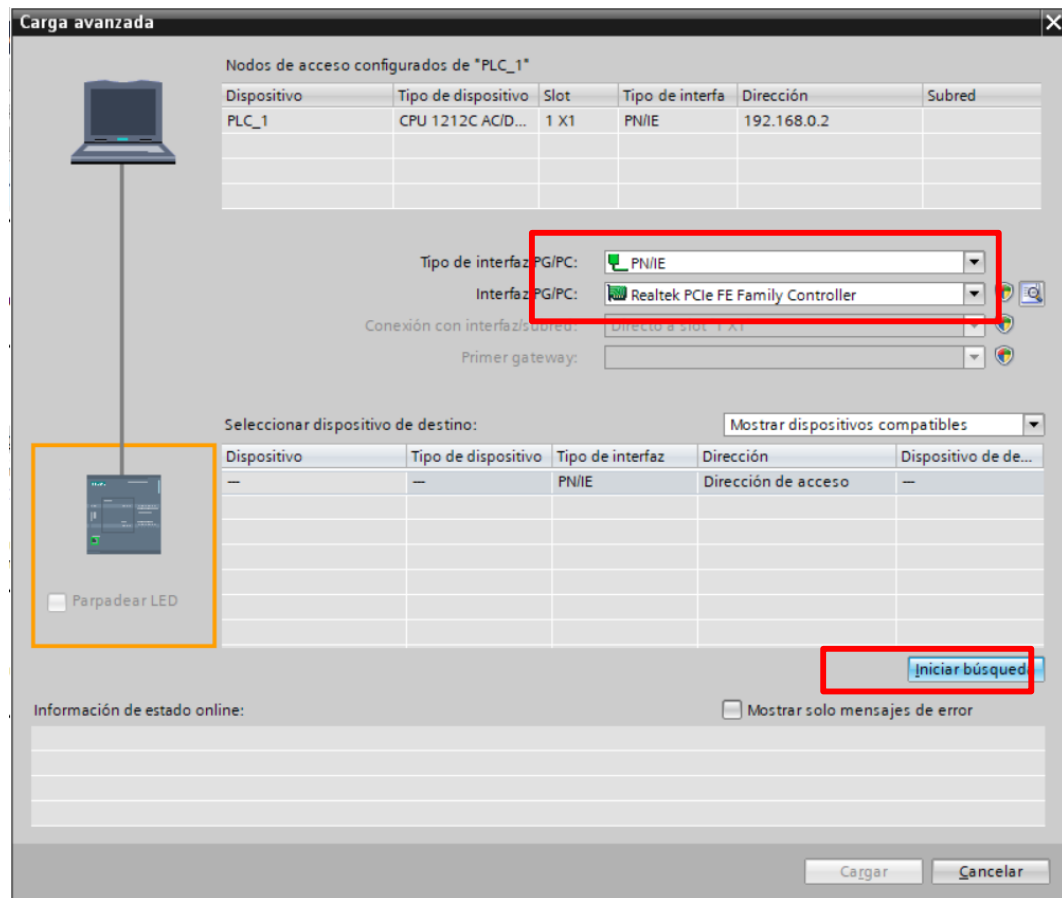 Carga avanzada
Nodos de acceso configurados de "PLC_1"
Dispositivo Tipo de dispositivo Slot Tipo de interfa Dirección Subred
PLC_1 CPU 1212C AC/D... 1 X1 PN/IE 192.168.0.2
Tipo de interfaz PG/PC: PN/IE
Interfaz PG/PC: Realtek PCIe FE Family Controller
Conexión con interfaz/subred: Directo a slot '1 X1'
Primer gateway:
Seleccionar dispositivo de destino: Mostrar dispositivos compatibles
Dispositivo Tipo de dispositivo Tipo de interfaz Dirección Dispositivo de de...
— — PN/IE Dirección de acceso —
Parpadear LED
Iniciar búsqueda
Información de estado online: Mostrar solo mensajes de error
Cargar Cancelar